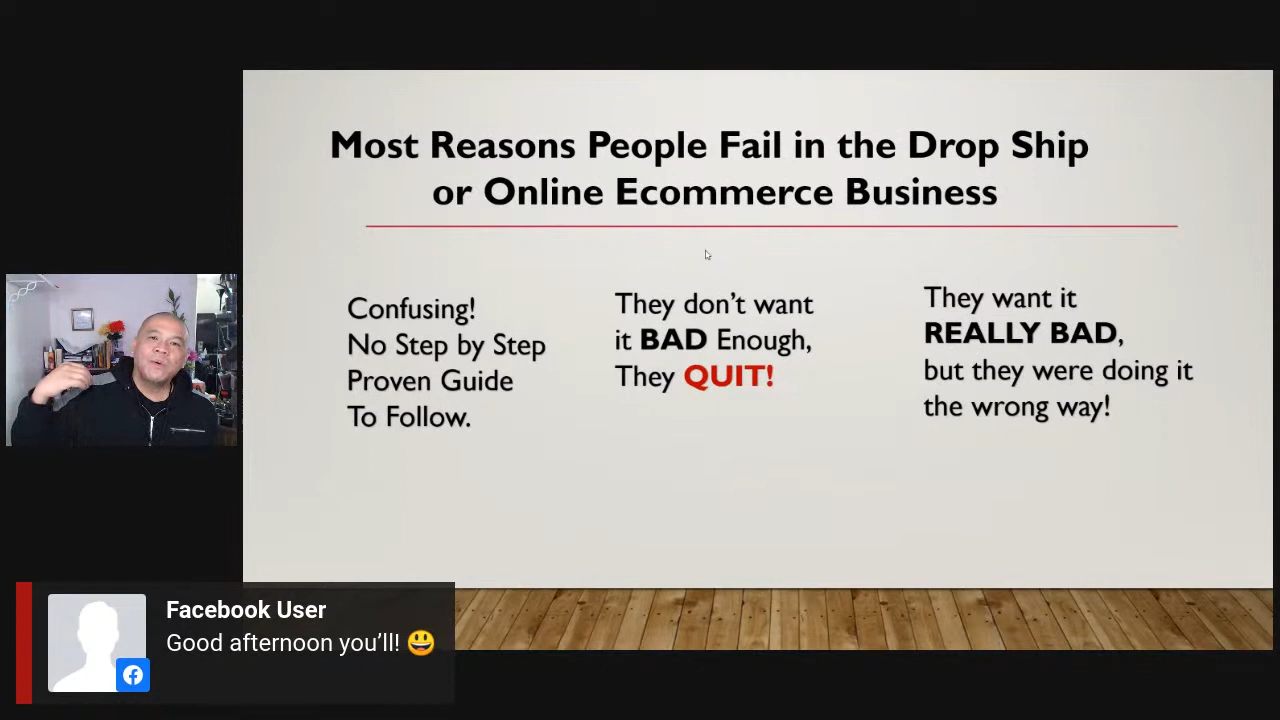 Most Reasons People Fail in the Drop Ship
or Online Ecommerce Business
Confusing!
No Step by Step
Proven Guide
To Follow.
They don’t want
it BAD Enough,
They QUIT!
They want it
REALLY BAD,
but they were doing it
the wrong way!
Facebook User
Good afternoon you’ll! 😃